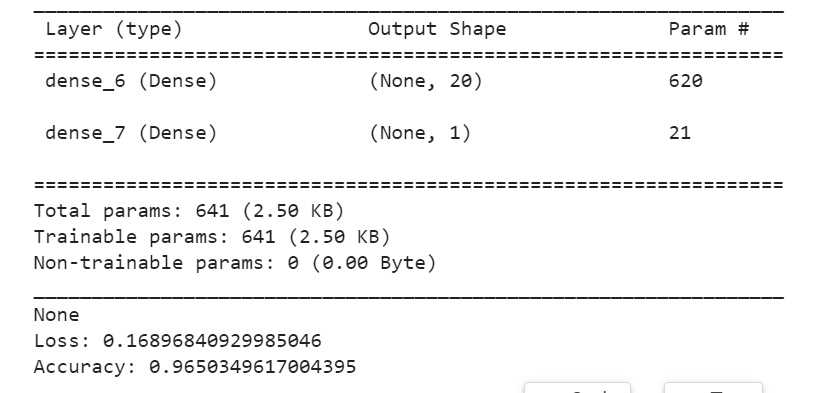 Layer (type) Output Shape Param #
=================================================================
dense_6 (Dense) (None, 20) 620
dense_7 (Dense) (None, 1) 21
=================================================================
Total params: 641 (2.50 KB)
Trainable params: 641 (2.50 KB)
Non-trainable params: 0 (0.00 Byte)
_________________________________________________________________
None
Loss: 0.16896840929985046
Accuracy: 0.9650349617004395